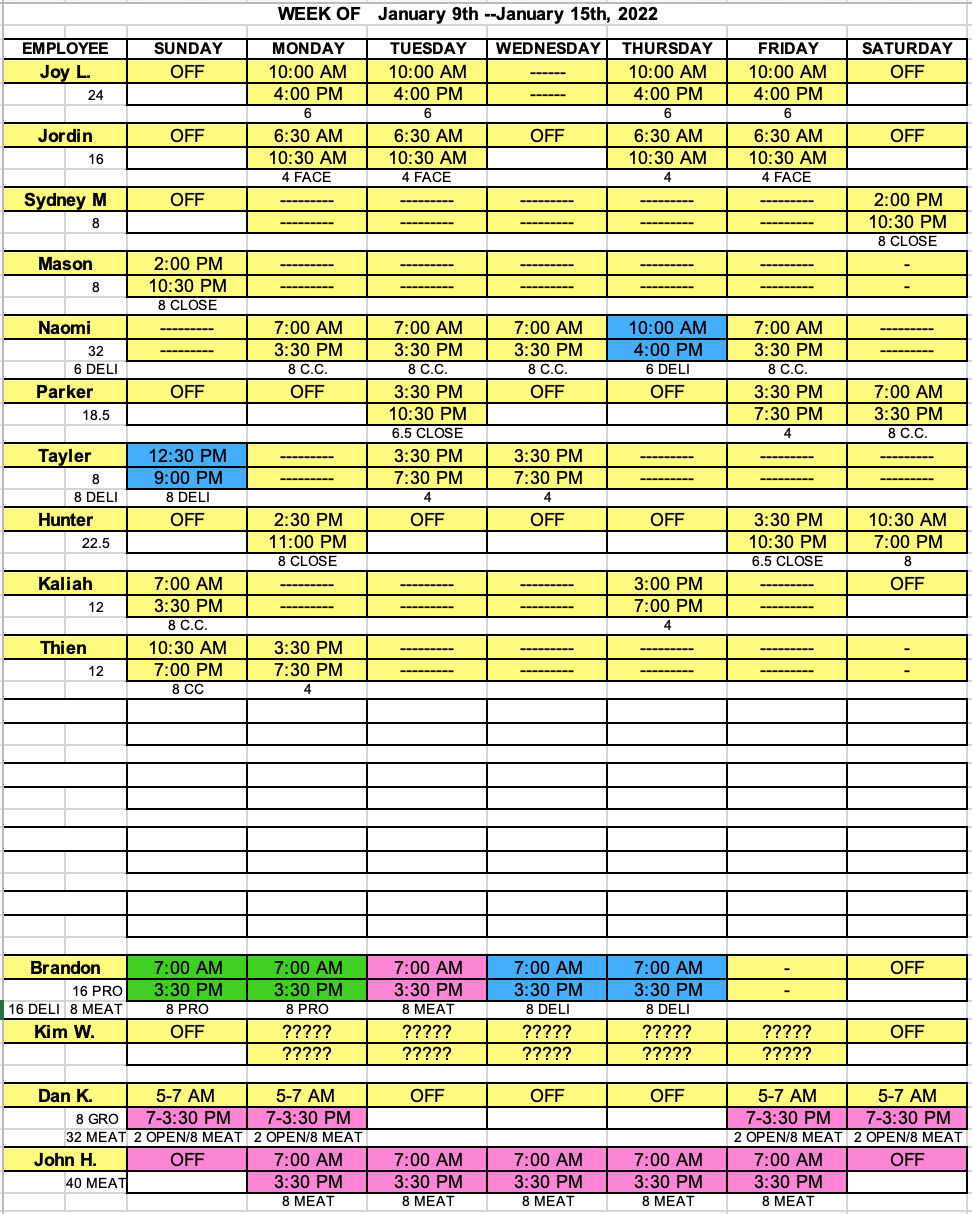 WEEK OF January 9th --January 15th, 2022
EMPLOYEE SUNDAY MONDAY TUESDAY WEDNESDAY THURSDAY FRIDAY SATURDAY
Joy L. OFF 10:00 AM 10:00 AM ------ 10:00 AM 10:00 AM OFF
24 4:00 PM 4:00 PM ------ 4:00 PM 4:00 PM
6 6 6 6
Jordin OFF 6:30 AM 6:30 AM OFF 6:30 AM 6:30 AM OFF
16 10:30 AM 10:30 AM 10:30 AM 10:30 AM
4 FACE 4 FACE 4 4 FACE
Sydney M OFF --------- --------- --------- --------- --------- 2:00 PM
8 --------- --------- --------- --------- --------- 10:30 PM
8 CLOSE
Mason 2:00 PM --------- --------- --------- --------- --------- -
8 10:30 PM --------- --------- --------- --------- --------- -
8 CLOSE
Naomi --------- 7:00 AM 7:00 AM 7:00 AM 10:00 AM 7:00 AM ---------
32 --------- 3:30 PM 3:30 PM 3:30 PM 4:00 PM 3:30 PM ---------
6 DELI 8 C.C. 8 C.C. 8 C.C. 6 DELI 8 C.C.
Parker OFF OFF 3:30 PM OFF OFF 3:30 PM 7:00 AM
18.5 10:30 PM 7:30 PM 3:30 PM
6.5 CLOSE 4 8 C.C.
Tayler 12:30 PM --------- 3:30 PM 3:30 PM --------- --------- ---------
8 9:00 PM --------- 7:30 PM 7:30 PM --------- --------- ---------
8 DELI 8 DELI 4 4
Hunter OFF 2:30 PM OFF OFF OFF 3:30 PM 10:30 AM
22.5 11:00 PM 10:30 PM 7:00 PM
8 CLOSE 6.5 CLOSE 8
Kaliah 7:00 AM --------- --------- --------- 3:00 PM --------- OFF
12 3:30 PM --------- --------- --------- 7:00 PM ---------
8 C.C. 4
Thien 10:30 AM 3:30 PM --------- --------- --------- --------- -
12 7:00 PM 7:30 PM --------- --------- --------- --------- -
8 CC 4
Brandon 7:00 AM 7:00 AM 7:00 AM 7:00 AM 7:00 AM - OFF
16 PRO 3:30 PM 3:30 PM 3:30 PM 3:30 PM 3:30 PM -
16 DELI 8 MEAT 8 PRO 8 PRO 8 MEAT 8 DELI 8 DELI
Kim W. OFF ????? ????? ????? ????? ????? OFF
????? ????? ????? ????? ?????
Dan K. 5-7 AM 5-7 AM OFF OFF OFF 5-7 AM 5-7 AM
8 GRO 7-3:30 PM 7-3:30 PM 7-3:30 PM 7-3:30 PM
32 MEAT 2 OPEN/8 MEAT 2 OPEN/8 MEAT 2 OPEN/8 MEAT 2 OPEN/8 MEAT
John H. OFF 7:00 AM 7:00 AM 7:00 AM 7:00 AM 7:00 AM OFF
40 MEAT 3:30 PM 3:30 PM 3:30 PM 3:30 PM 3:30 PM
8 MEAT 8 MEAT 8 MEAT 8 MEAT 8 MEAT